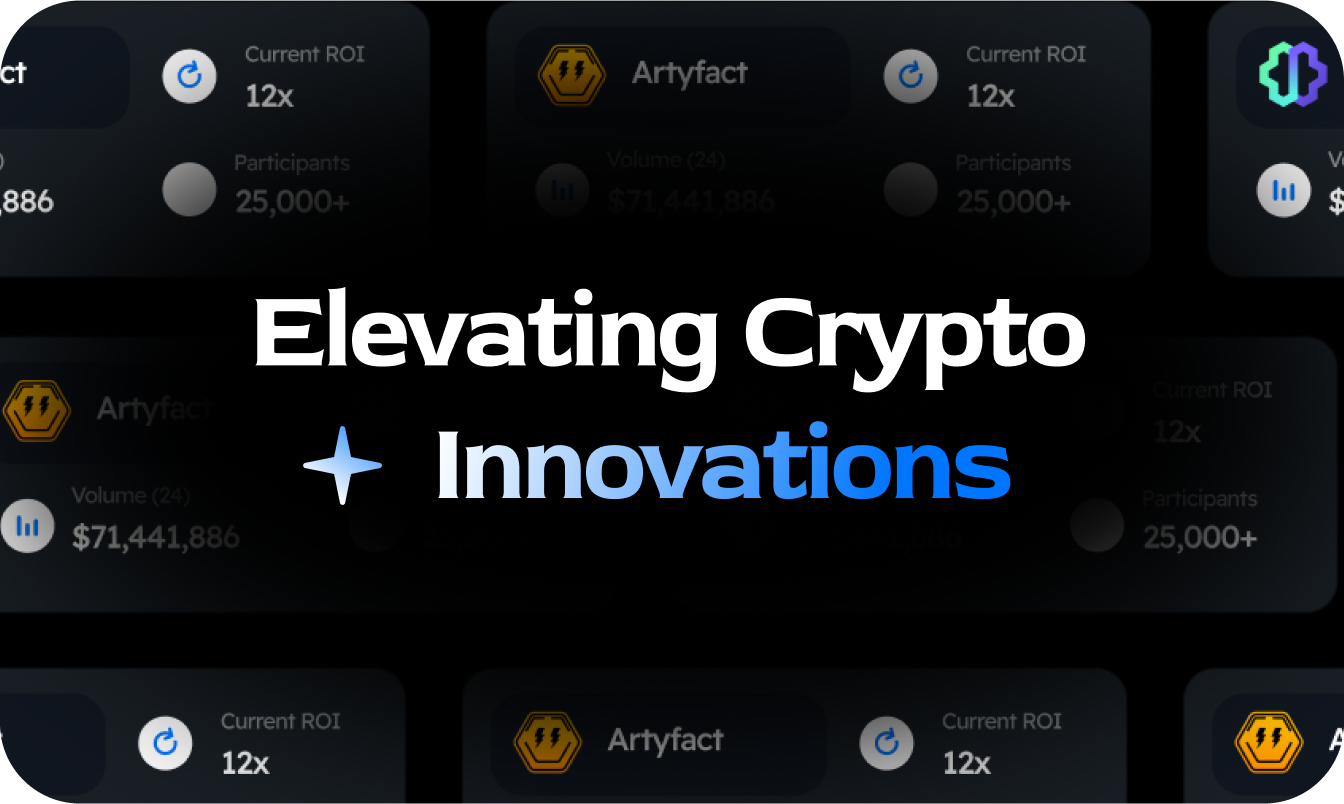 ct
Current ROI
12x
Artyfact
Current ROI
12x
)
,886
Participants
25,000+
Volume (24)
$71,441,886
Participants
25,000+
$
Elevating Crypto
Innovations
Artyfact
Current ROI
12x
Volume (24)
$71,441,886
Participants
25,000+
Current ROI
12x
Artyfact
Current ROI
12x